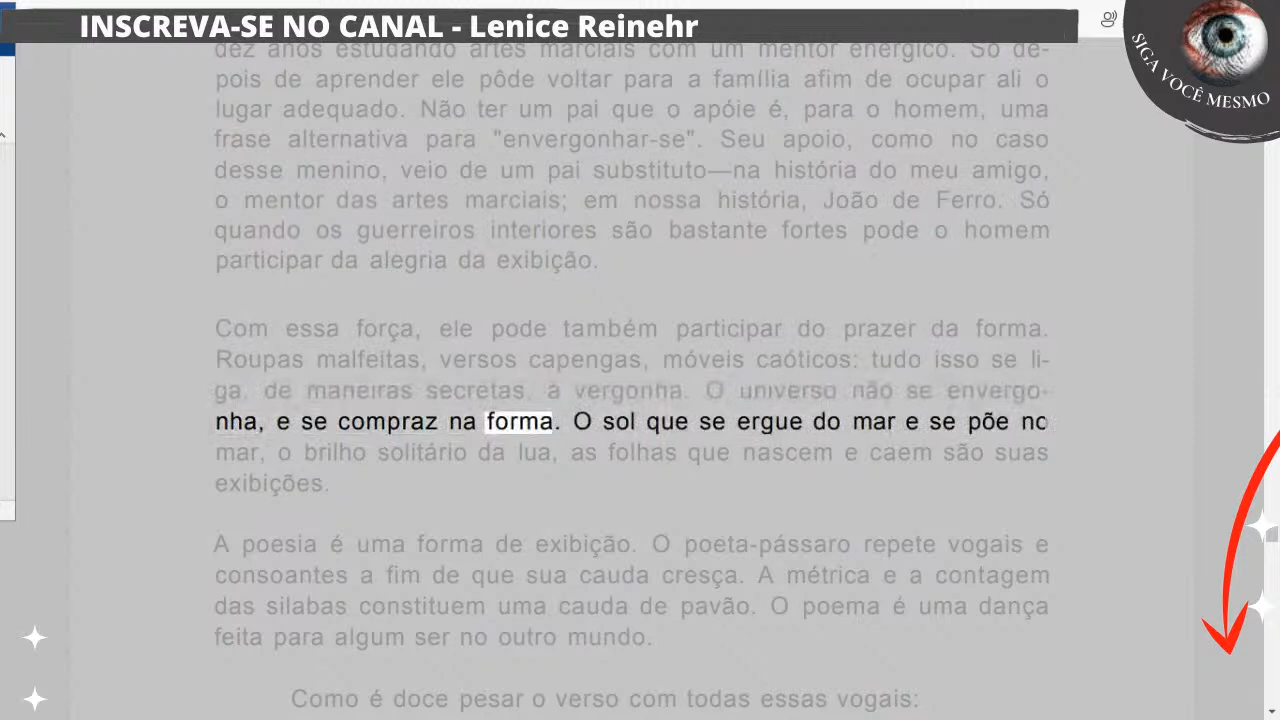 INSCREVA-SE NO CANAL - Lenice Reinehr
SIGA VOCÊ MESMO
dez anos estudando artes marciais com um mentor enérgico. Só de-
pois de aprender ele pôde voltar para a família afim de ocupar ali o
lugar adequado. Não ter um pai que o apóie é, para o homem, uma
frase alternativa para "envergonhar-se". Seu apoio, como no caso
desse menino, veio de um pai substituto—na história do meu amigo,
o mentor das artes marciais; em nossa história, João de Ferro. Só
quando os guerreiros interiores são bastante fortes pode o homem
participar da alegria da exibição.
Com essa força, ele pode também participar do prazer da forma.
Roupas malfeitas, versos capengas, móveis caóticos: tudo isso se li-
ga, de maneiras secretas, à vergonha. O universo não se envergo-
nha, e se compraz na forma. O sol que se ergue do mar e se põe no
mar, o brilho solitário da lua, as folhas que nascem e caem são suas
exibições.
A poesia é uma forma de exibição. O poeta-pássaro repete vogais e
consoantes a fim de que sua cauda cresça. A métrica e a contagem
das silabas constituem uma cauda de pavão. O poema é uma dança
feita para algum ser no outro mundo.
Como é doce pesar o verso com todas essas vogais: